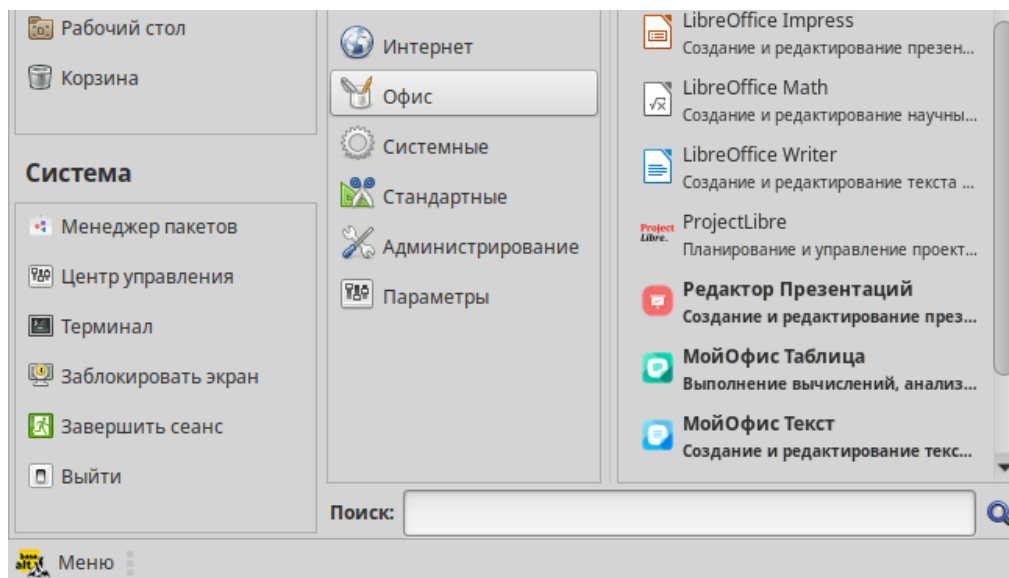 Рабочий стол
Корзина
Система
Менеджер пакетов
Центр управления
Терминал
Заблокировать экран
Завершить сеанс
Выйти
Интернет
Офис
Системные
Стандартные
Администрирование
Параметры
LibreOffice Impress
Создание и редактирование презен...
LibreOffice Math
Создание и редактирование научны...
LibreOffice Writer
Создание и редактирование текста ...
Project
Libre.
ProjectLibre
Планирование и управление проект...
Редактор Презентаций
Создание и редактирование през...
МойОфис Таблица
Выполнение вычислений, анализ...
МойОфис Текст
Создание и редактирование текс...
Поиск:
base
alt
Меню